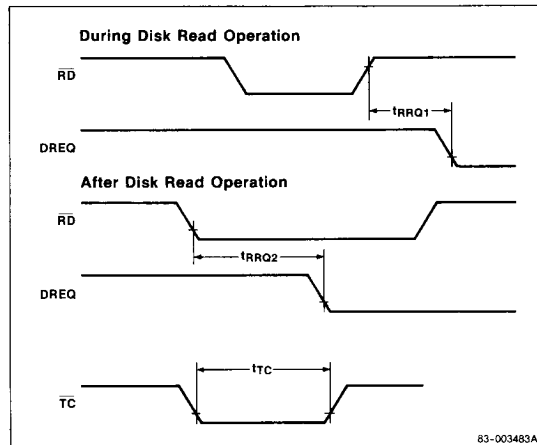 During Disk Read Operation
RD
tRRQ1
DREQ
After Disk Read Operation
RD
tRRQ2
DREQ
tTC
TC
83-003483A